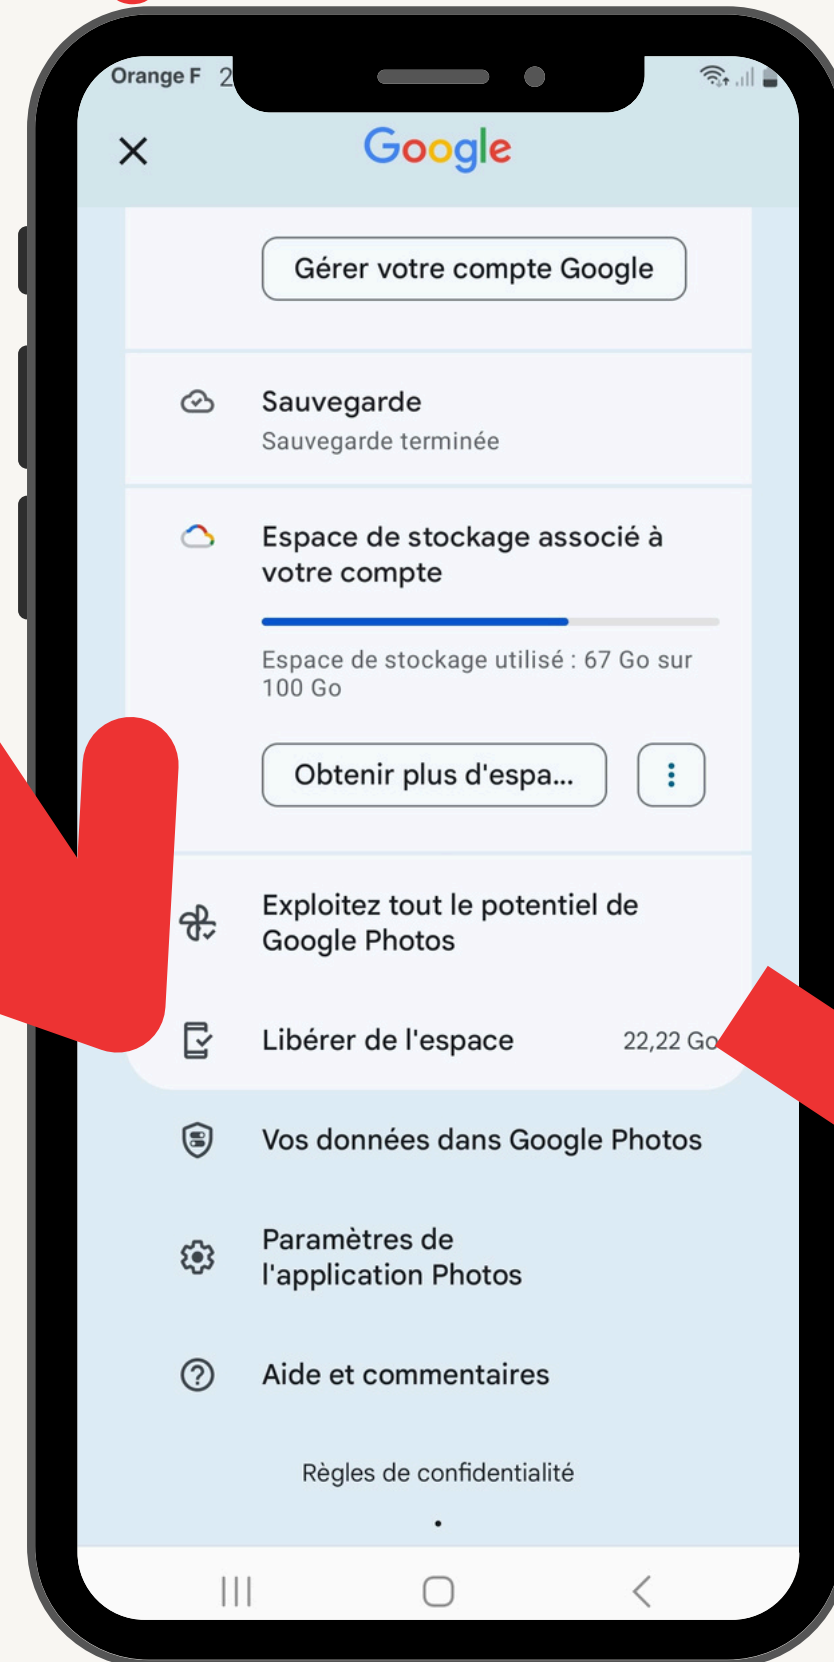 Orange F 2
Google
Gérer votre compte Google
Sauvegarde
Sauvegarde terminée
Espace de stockage associé à
votre compte
Espace de stockage utilisé : 67 Go sur
100 Go
Obtenir plus d'espa...
Exploitez tout le potentiel de
Google Photos
Libérer de l'espace 22,22 Go
Vos données dans Google Photos
Paramètres de
l'application Photos
Aide et commentaires
Règles de confidentialité